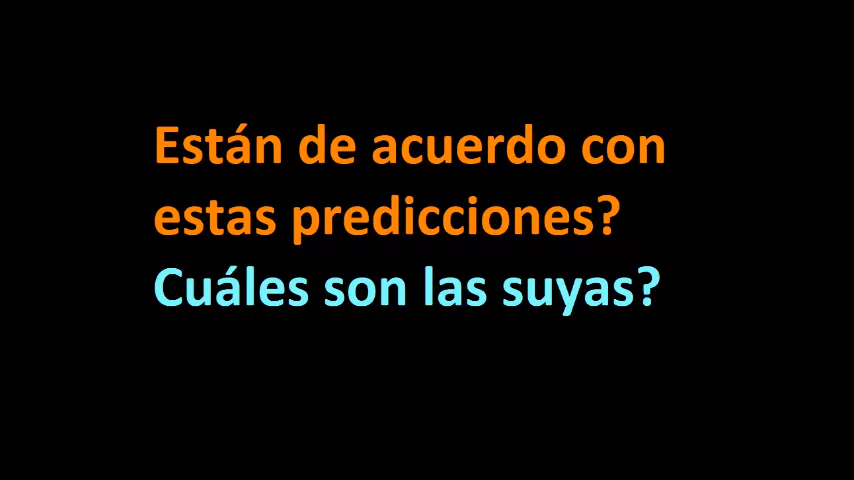 Están de acuerdo con
estas predicciones?
Cuáles son las suyas?